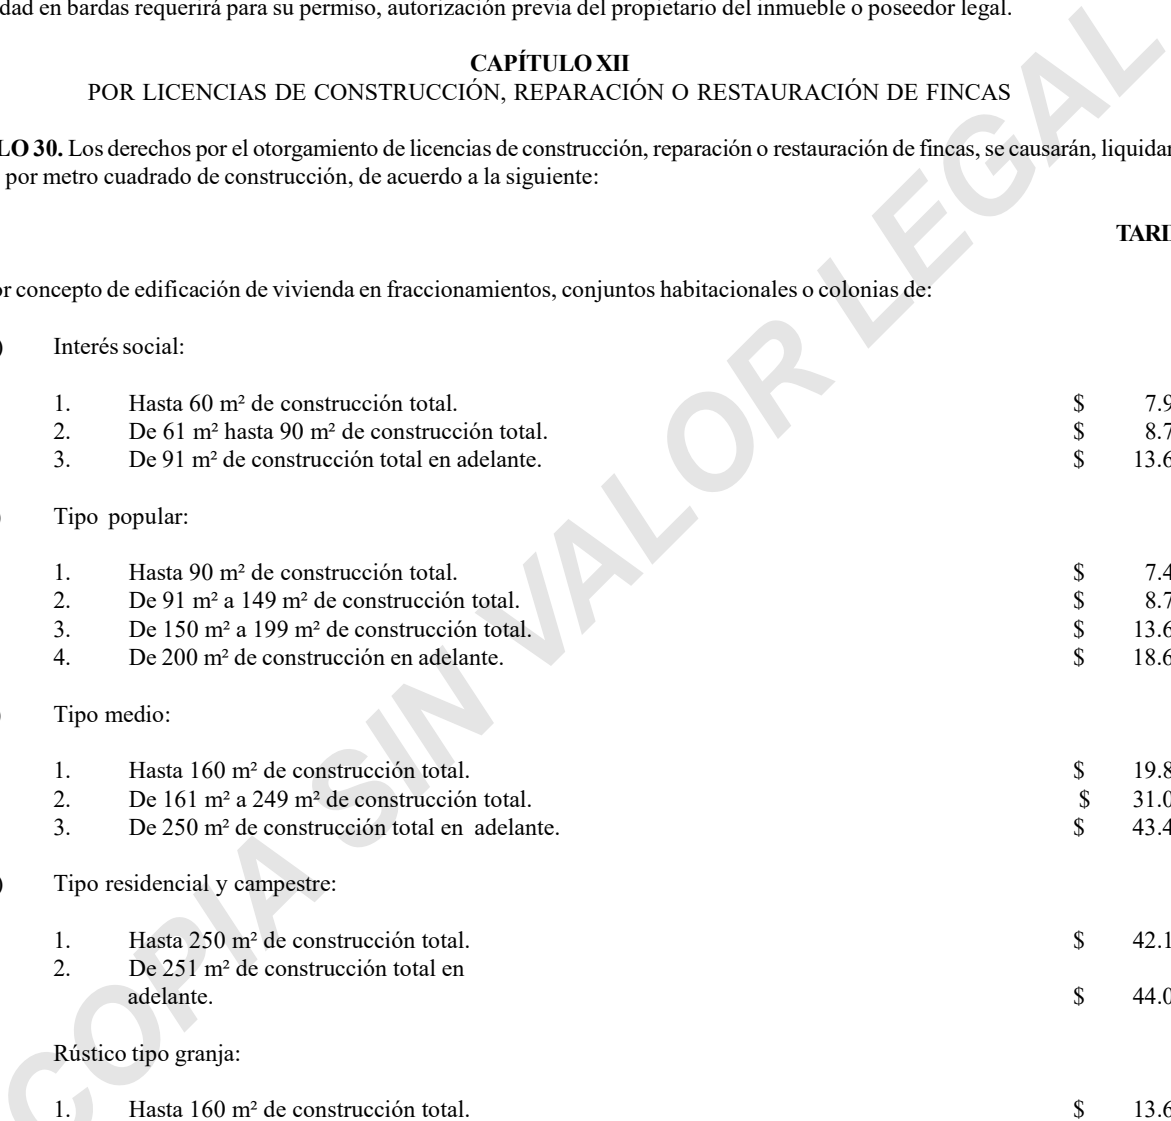 dad en bardas requerirá para su permiso, autorización previa del propietario del inmueble o poseedor legal.
CAPÍTULO XII
POR LICENCIAS DE CONSTRUCCIÓN, REPARACIÓN O RESTAURACIÓN DE FINCAS
LO 30. Los derechos por el otorgamiento de licencias de construcción, reparación o restauración de fincas, se causarán, liquidar
por metro cuadrado de construcción, de acuerdo a la siguiente:
TARI
or concepto de edificación de vivienda en fraccionamientos, conjuntos habitacionales o colonias de:
) Interés social:
1. Hasta 60 m² de construcción total. $ 7.9
2. De 61 m² hasta 90 m² de construcción total. $ 8.7
3. De 91 m² de construcción total en adelante. $ 13.6
) Tipo popular:
1. Hasta 90 m² de construcción total. $ 7.4
2. De 91 m² a 149 m² de construcción total. $ 8.7
3. De 150 m² a 199 m² de construcción total. $ 13.6
4. De 200 m² de construcción en adelante. $ 18.6
) Tipo medio:
1. Hasta 160 m² de construcción total. $ 19.8
2. De 161 m² a 249 m² de construcción total. $ 31.0
3. De 250 m² de construcción total en adelante. $ 43.4
) Tipo residencial y campestre:
1. Hasta 250 m² de construcción total. $ 42.1
2. De 251 m² de construcción total en
adelante. $ 44.0
Rústico tipo granja:
1. Hasta 160 m² de construcción total. $ 13.6
COPIA SIN VALOR LEGAL